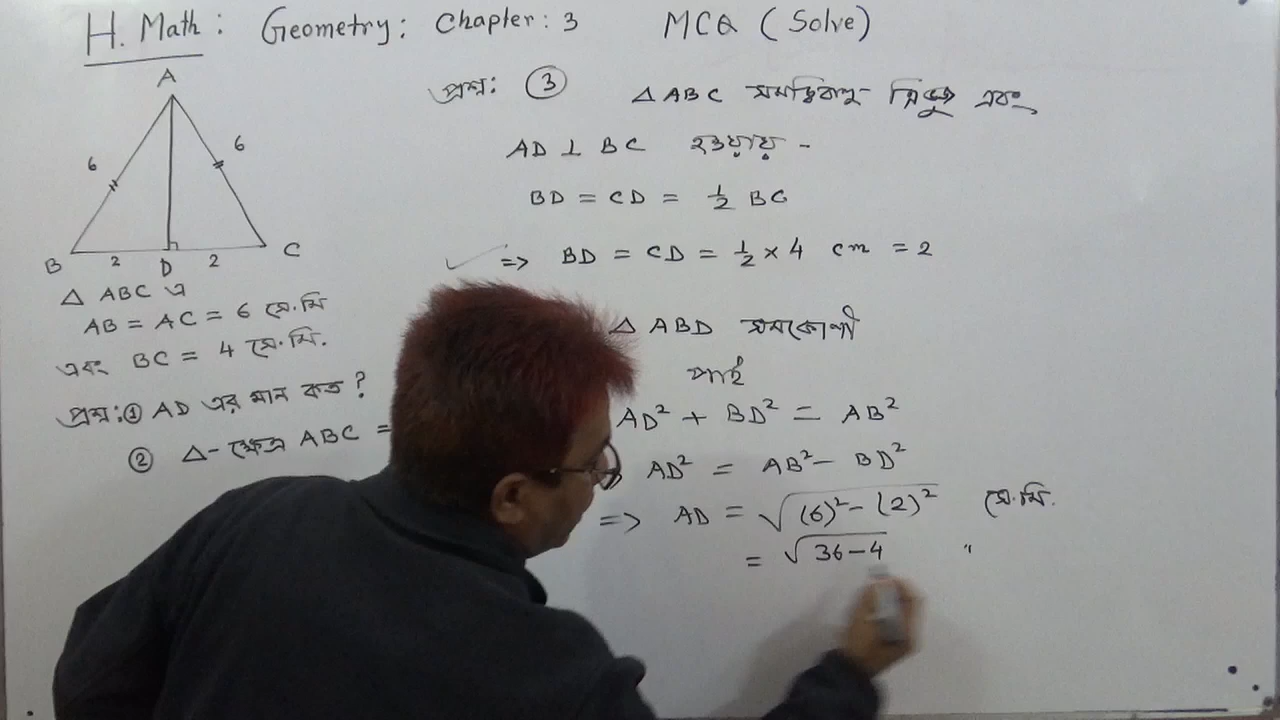 H. Math: Geometry: Chapter: 3 MCQ (Solve)
A
6
6
B 2 D 2 C
Δ ABC এ
AB = AC = 6 সে.মি
এবং BC = 4 সে.মি.
প্রশ্ন: ① AD এর মান কত ?
② Δ- ক্ষেত্র ABC =
প্রশ্ন: ③ Δ ABC সমদ্বিবাহু ত্রিভুজ এবং
AD ⊥ BC হওয়ায় -
BD = CD = ½ BC
✓ => BD = CD = ½ × 4 cm = 2
Δ ABD সমকোণী
পাই
AD² + BD² = AB²
AD² = AB² - BD²
=> AD = √(6)² - (2)² সে.মি.
= √36-4 "